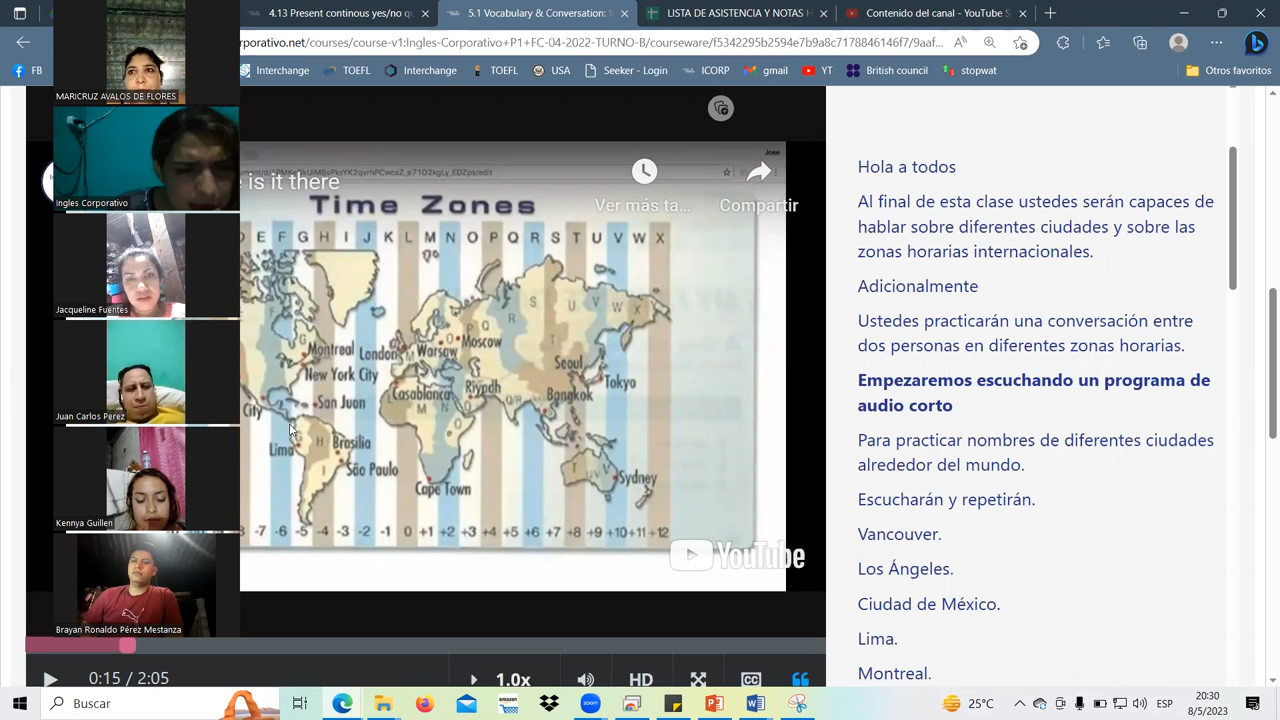 4.13 Present continous yes/no
5.1 Vocabulary & Conversation:
LISTA DE ASISTENCIA Y NOTAS
Contenido del canal - YouTube
orporativo.net/courses/course-v1:Ingles-Corporativo+P1+FC-04-2022-TURNO-B/courseware/f5342295b2594e7b9a8c7178846146f7/9aaf...
FB
Interchange
TOEFL
Interchange
TOEFL
USA
Seeker - Login
ICORP
gmail
YT
British council
stopwat
Otros favoritos
MARICRUZ AVALOS DE FLORES
Ingles Corporativo
Jacqueline Fuentes
Juan Carlos Perez
Kennya Guillen
Brayan Ronaldo Pérez Mestanza
Jose
is it there
Ver más ta...
Compartir
Time Zones
E F G H I J K L M N O P Q R S T U V W X
Montreal
London
Warsaw
Moscow
New York City
Seoul
Tokyo
San Juan
Casablanca
Riyadh
Bangkok
City
Lima
Brasilia
São Paulo
Cape Town
Sydney
-7 -6 -5 -4 -3 -2 -1 0 +1 +2 +3 +4 +5 +6 +7 +8 +9 +10 +11 +12
YouTube
0:15 / 2:05
1.0x
HD
CC
Hola a todos
Al final de esta clase ustedes serán capaces de
hablar sobre diferentes ciudades y sobre las
zonas horarias internacionales.
Adicionalmente
Ustedes practicarán una conversación entre
dos personas en diferentes zonas horarias.
Empezaremos escuchando un programa de
audio corto
Para practicar nombres de diferentes ciudades
alrededor del mundo.
Escucharán y repetirán.
Vancouver.
Los Ángeles.
Ciudad de México.
Lima.
Montreal.
Buscar
25°C
ESP
20:30
8/5/2023